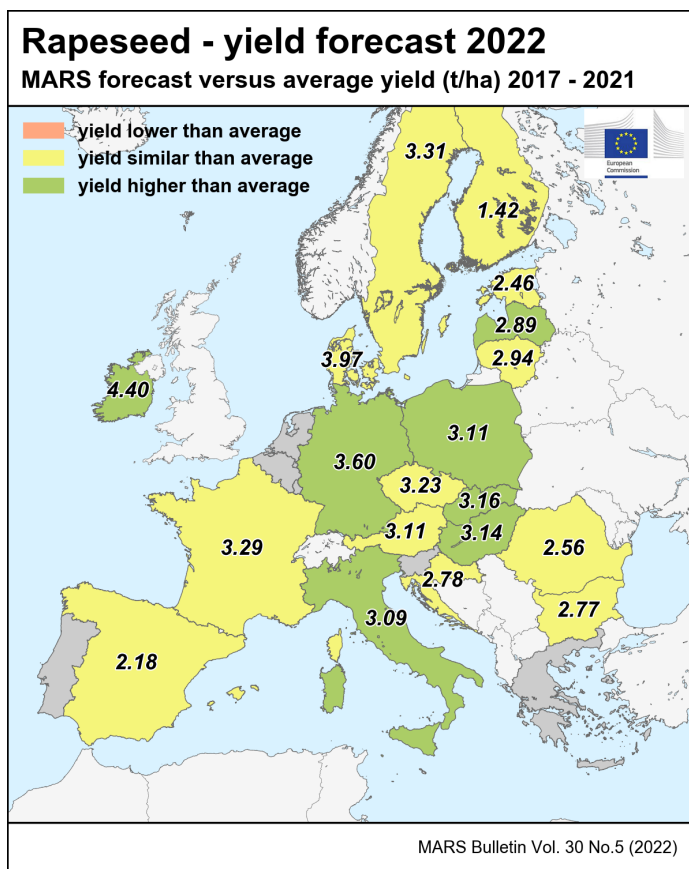 Rapeseed - yield forecast 2022
MARS forecast versus average yield (t/ha) 2017 - 2021
yield lower than average
yield similar than average
yield higher than average
European
Commission
3.31
1.42
2.46
2.89
2.94
3.97
4.40
3.11
3.60
3.23
3.16
3.14
3.11
3.29
2.56
2.78
2.77
3.09
2.18
MARS Bulletin Vol. 30 No.5 (2022)